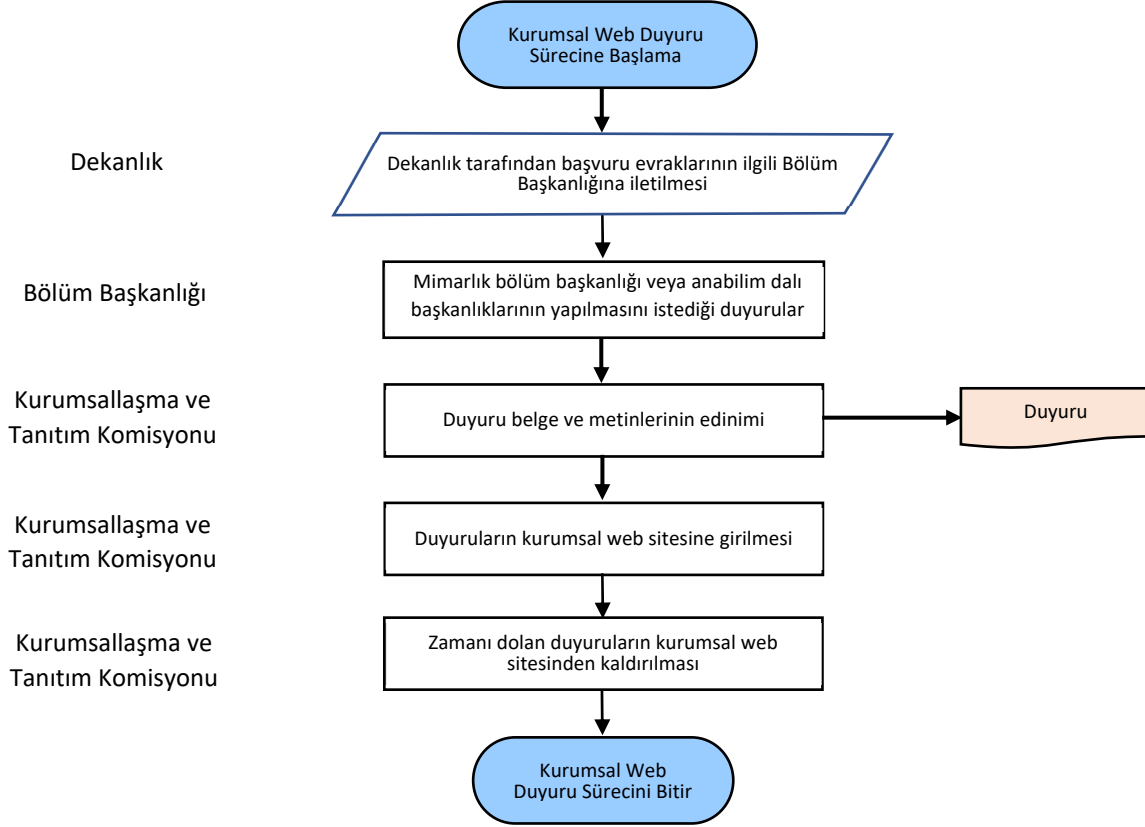 Kurumsal Web Duyuru
Sürecine Başlama
Dekanlık
Dekanlık tarafından başvuru evraklarının ilgili Bölüm
Başkanlığına iletilmesi
Bölüm Başkanlığı
Mimarlık bölüm başkanlığı veya anabilim dalı
başkanlıklarının yapılmasını istediği duyurular
Kurumsallaşma ve
Tanıtım Komisyonu
Duyuru belge ve metinlerinin edinimi
Duyuru
Kurumsallaşma ve
Tanıtım Komisyonu
Duyuruların kurumsal web sitesine girilmesi
Kurumsallaşma ve
Tanıtım Komisyonu
Zamanı dolan duyuruların kurumsal web
sitesinden kaldırılması
Kurumsal Web
Duyuru Sürecini Bitir